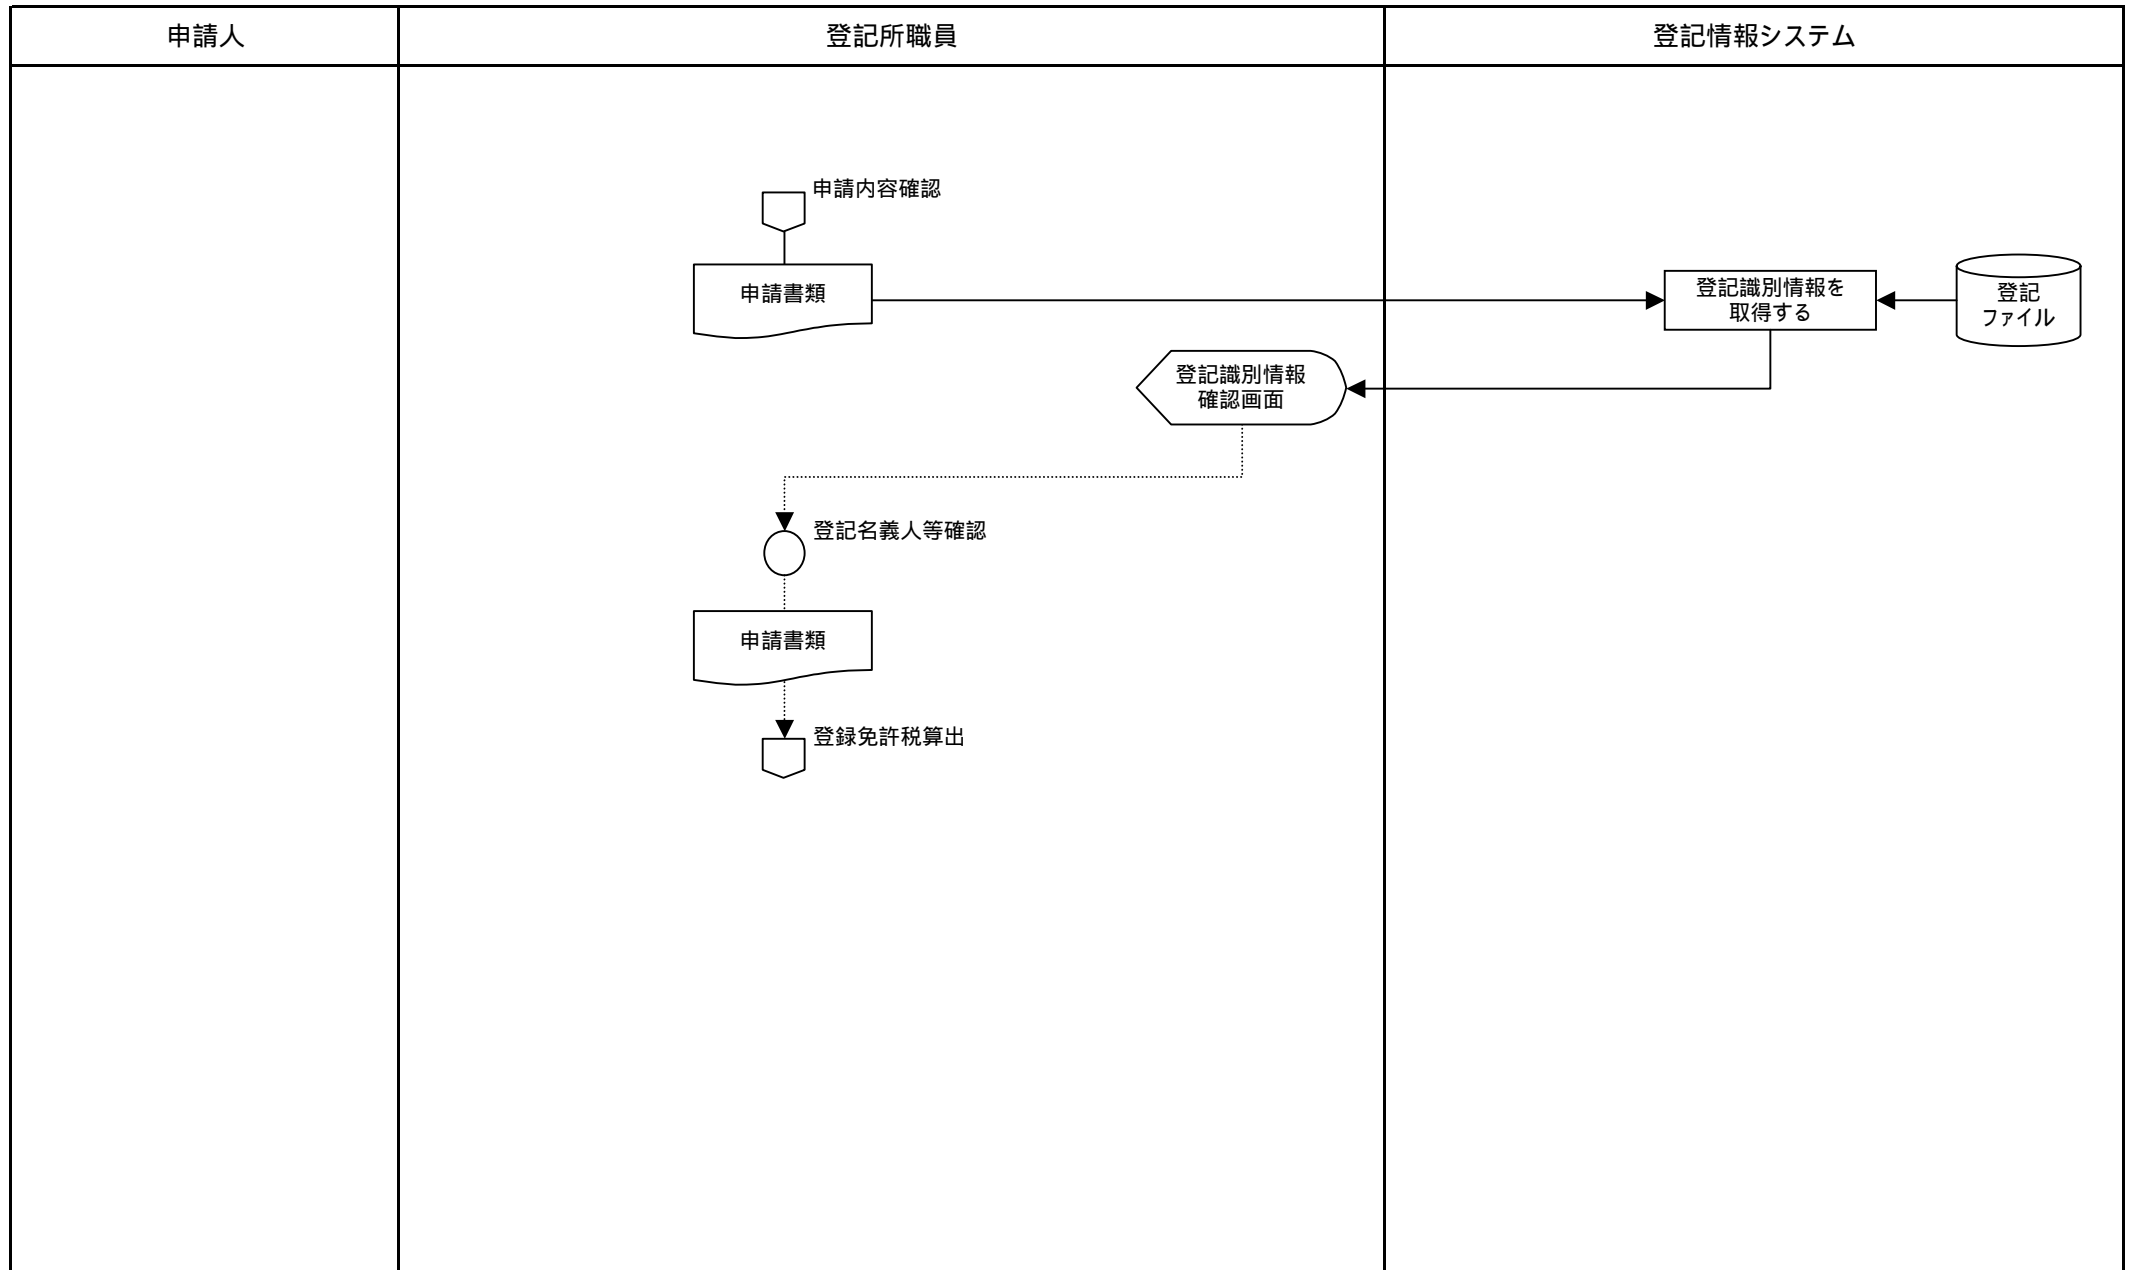 申請人
登記所職員
登記情報システム
申請内容確認
申請書類
登記識別情報を
取得する
登記
ファイル
登記識別情報
確認画面
登記名義人等確認
申請書類
登録免許税算出